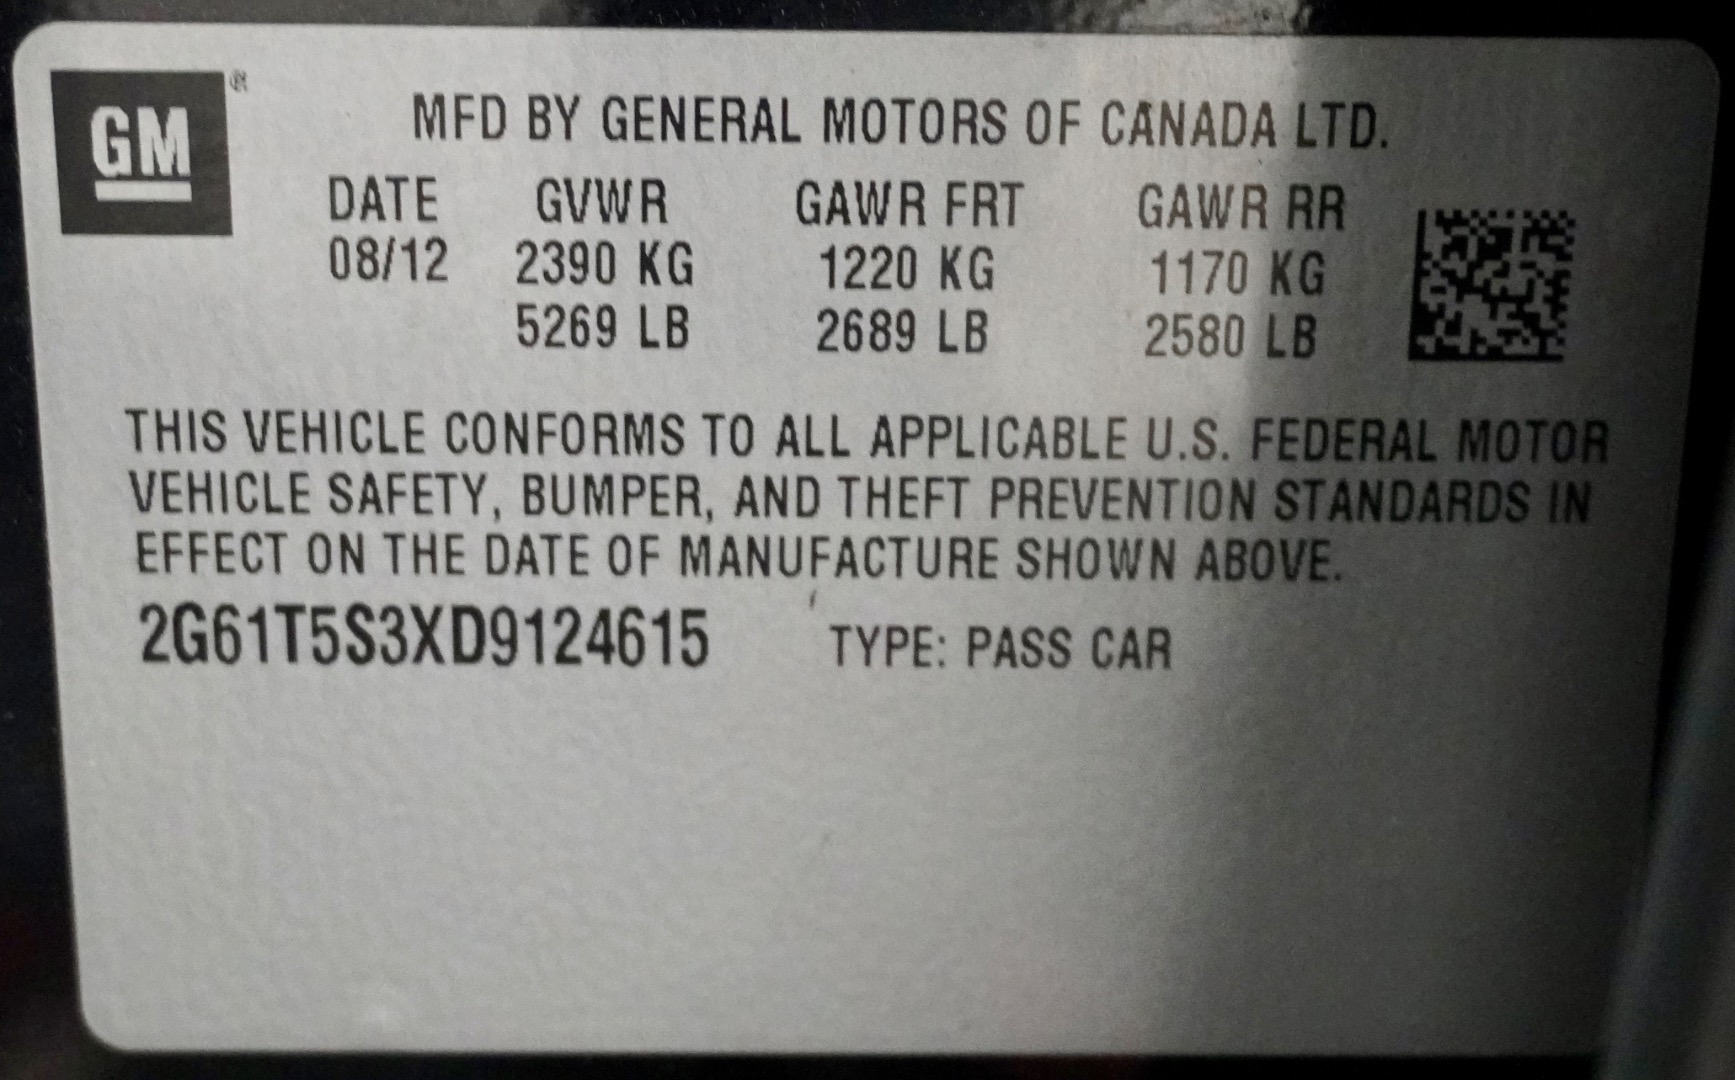 GM ®
MFD BY GENERAL MOTORS OF CANADA LTD.
DATE GVWR GAWR FRT GAWR RR
08/12 2390 KG 1220 KG 1170 KG
5269 LB 2689 LB 2580 LB
THIS VEHICLE CONFORMS TO ALL APPLICABLE U.S. FEDERAL MOTOR
VEHICLE SAFETY, BUMPER, AND THEFT PREVENTION STANDARDS IN
EFFECT ON THE DATE OF MANUFACTURE SHOWN ABOVE.
2G61T5S3XD9124615 TYPE: PASS CAR